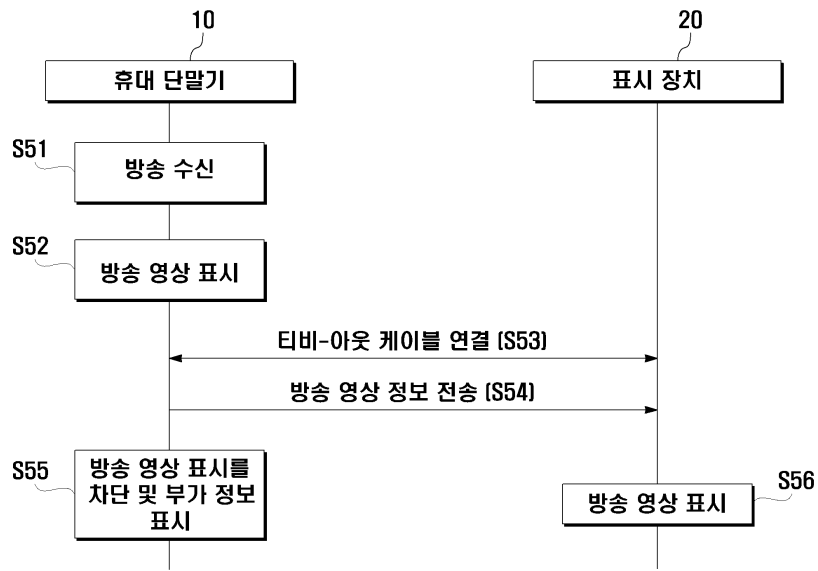 10
20
휴대 단말기
표시 장치
S51
방송 수신
S52
방송 영상 표시
티비-아웃 케이블 연결 (S53)
방송 영상 정보 전송 (S54)
S55
방송 영상 표시를
차단 및 부가 정보
표시
방송 영상 표시
S56